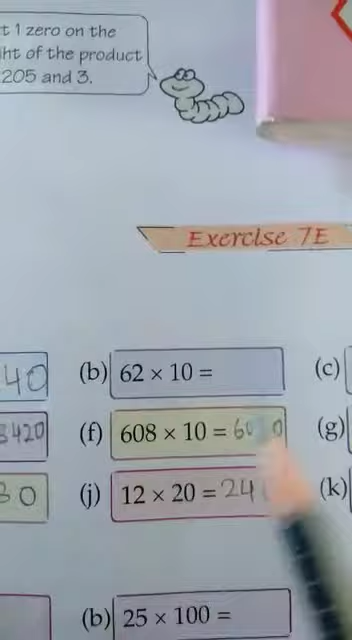 t 1 zero on the
ht of the product
205 and 3.
Exercise 7E
40 (b) 62 × 10 = (c)
3420 (f) 608 × 10 = (g)
30 (j) 12 × 20 = 24 (k)
(b) 25 × 100 =